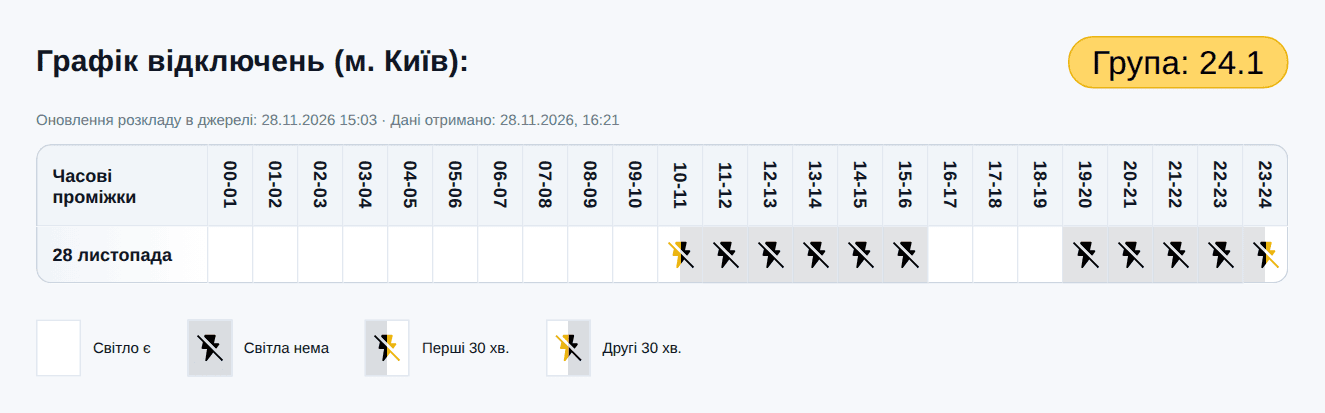 Графік відключень (м. Київ):
Група: 24.1
Оновлення розкладу в джерелі: 28.11.2026 15:03 · Дані отримано: 28.11.2026, 16:21
Часові
проміжки
00-01
01-02
02-03
03-04
04-05
05-06
06-07
07-08
08-09
09-10
10-11
11-12
12-13
13-14
14-15
15-16
16-17
17-18
18-19
19-20
20-21
21-22
22-23
23-24
28 листопада
Світло є
Світла нема
Перші 30 хв.
Другі 30 хв.